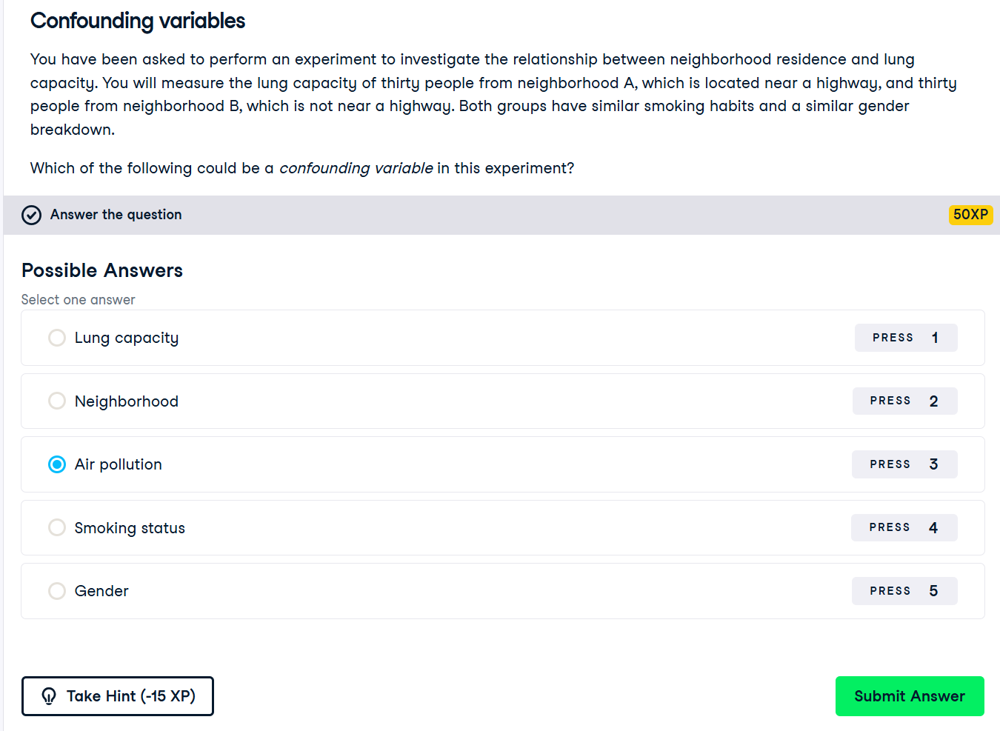 Confounding variables
You have been asked to perform an experiment to investigate the relationship between neighborhood residence and lung
capacity. You will measure the lung capacity of thirty people from neighborhood A, which is located near a highway, and thirty
people from neighborhood B, which is not near a highway. Both groups have similar smoking habits and a similar gender
breakdown.
Which of the following could be a confounding variable in this experiment?
Answer the question 50XP
Possible Answers
Select one answer
Lung capacity PRESS 1
Neighborhood PRESS 2
Air pollution PRESS 3
Smoking status PRESS 4
Gender PRESS 5
Take Hint (-15 XP) Submit Answer